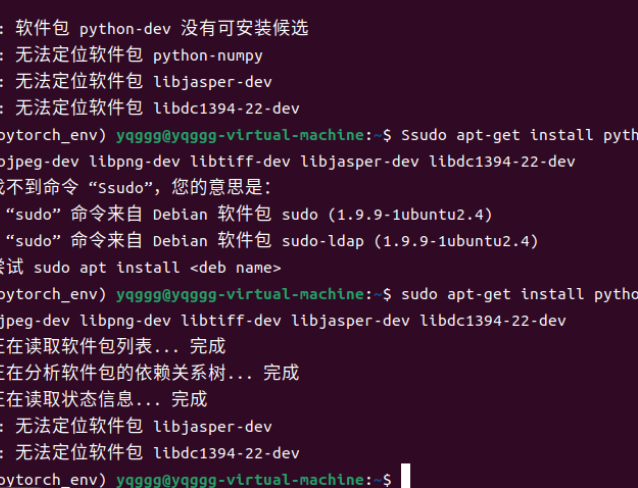 : 软件包 python-dev 没有可安装候选
: 无法定位软件包 python-numpy
: 无法定位软件包 libjasper-dev
: 无法定位软件包 libdc1394-22-dev
pytorch_env) yqggg@yqggg-virtual-machine:~$ Ssudo apt-get install pyth
bjpeg-dev libpng-dev libtiff-dev libjasper-dev libdc1394-22-dev
找不到命令 “Ssudo”，您的意思是：
“sudo” 命令来自 Debian 软件包 sudo (1.9.9-1ubuntu2.4)
“sudo” 命令来自 Debian 软件包 sudo-ldap (1.9.9-1ubuntu2.4)
尝试 sudo apt install <deb name>
pytorch_env) yqggg@yqggg-virtual-machine:~$ sudo apt-get install pytho
jpeg-dev libpng-dev libtiff-dev libjasper-dev libdc1394-22-dev
正在读取软件包列表... 完成
正在分析软件包的依赖关系树... 完成
正在读取状态信息... 完成
: 无法定位软件包 libjasper-dev
: 无法定位软件包 libdc1394-22-dev
pytorch_env) yqggg@yqggg-virtual-machine:~$